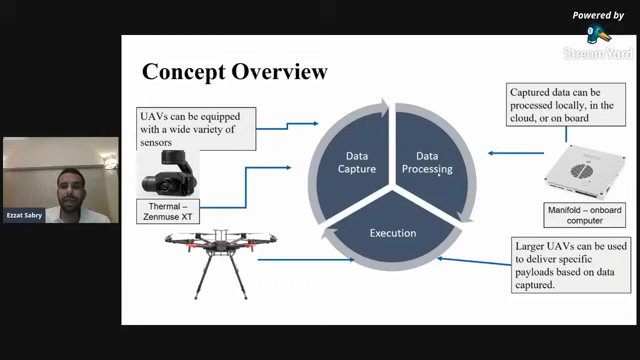 Powered by
StreamYard
Concept Overview
UAVs can be equipped
with a wide variety of
sensors
Captured data can be
processed locally, in the
cloud, or on board
Data
Capture
Data
Processing
Execution
Thermal –
Zenmuse XT
Manifold – onboard
computer
Larger UAVs can be used
to deliver specific
payloads based on data
captured.
Ezzat Sabry